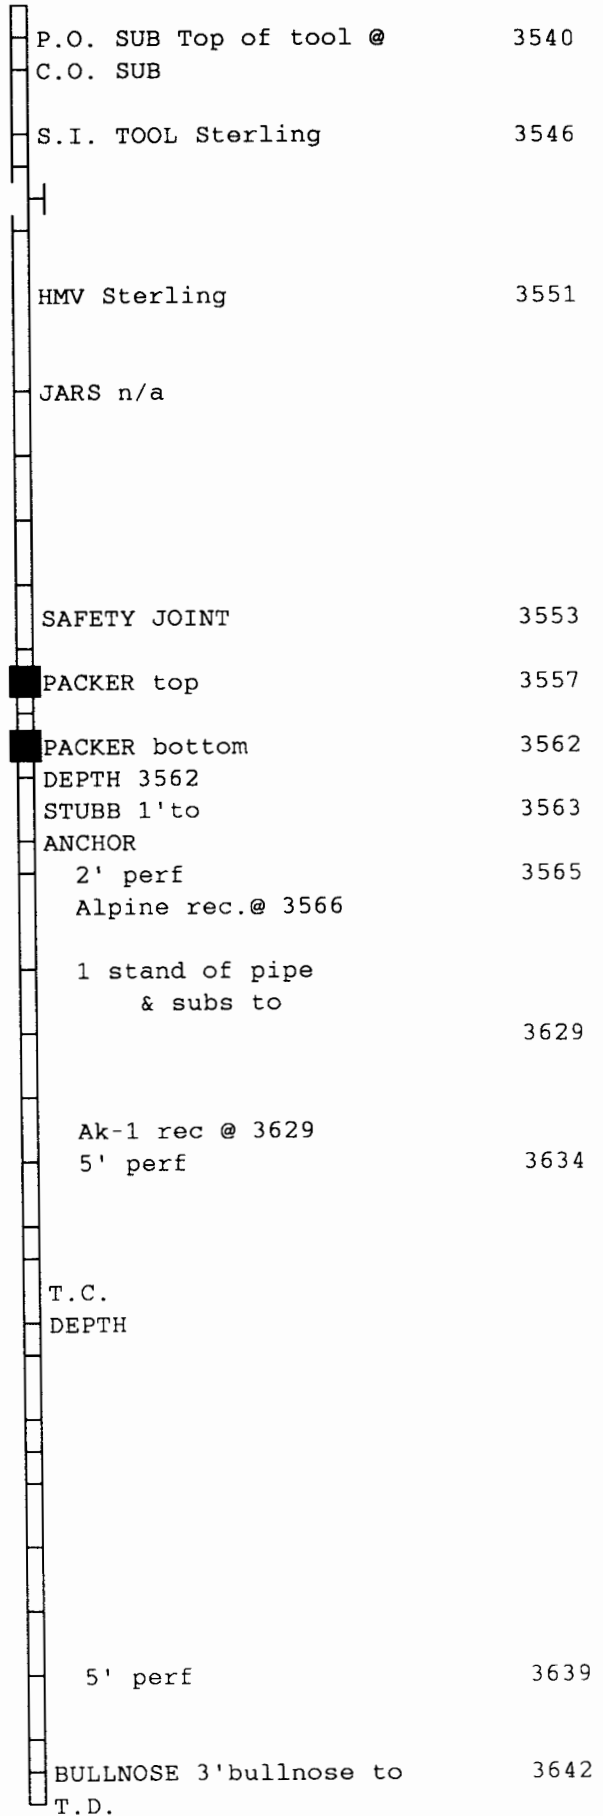 P.O. SUB Top of tool @ 3540
C.O. SUB
S.I. TOOL Sterling 3546
HMV Sterling 3551
JARS n/a
SAFETY JOINT 3553
PACKER top 3557
PACKER bottom 3562
DEPTH 3562
STUBB 1'to 3563
ANCHOR
2' perf 3565
Alpine rec.@ 3566
1 stand of pipe
& subs to
3629
Ak-1 rec @ 3629
5' perf 3634
T.C.
DEPTH
5' perf 3639
BULLNOSE 3'bullnose to 3642
T.D.